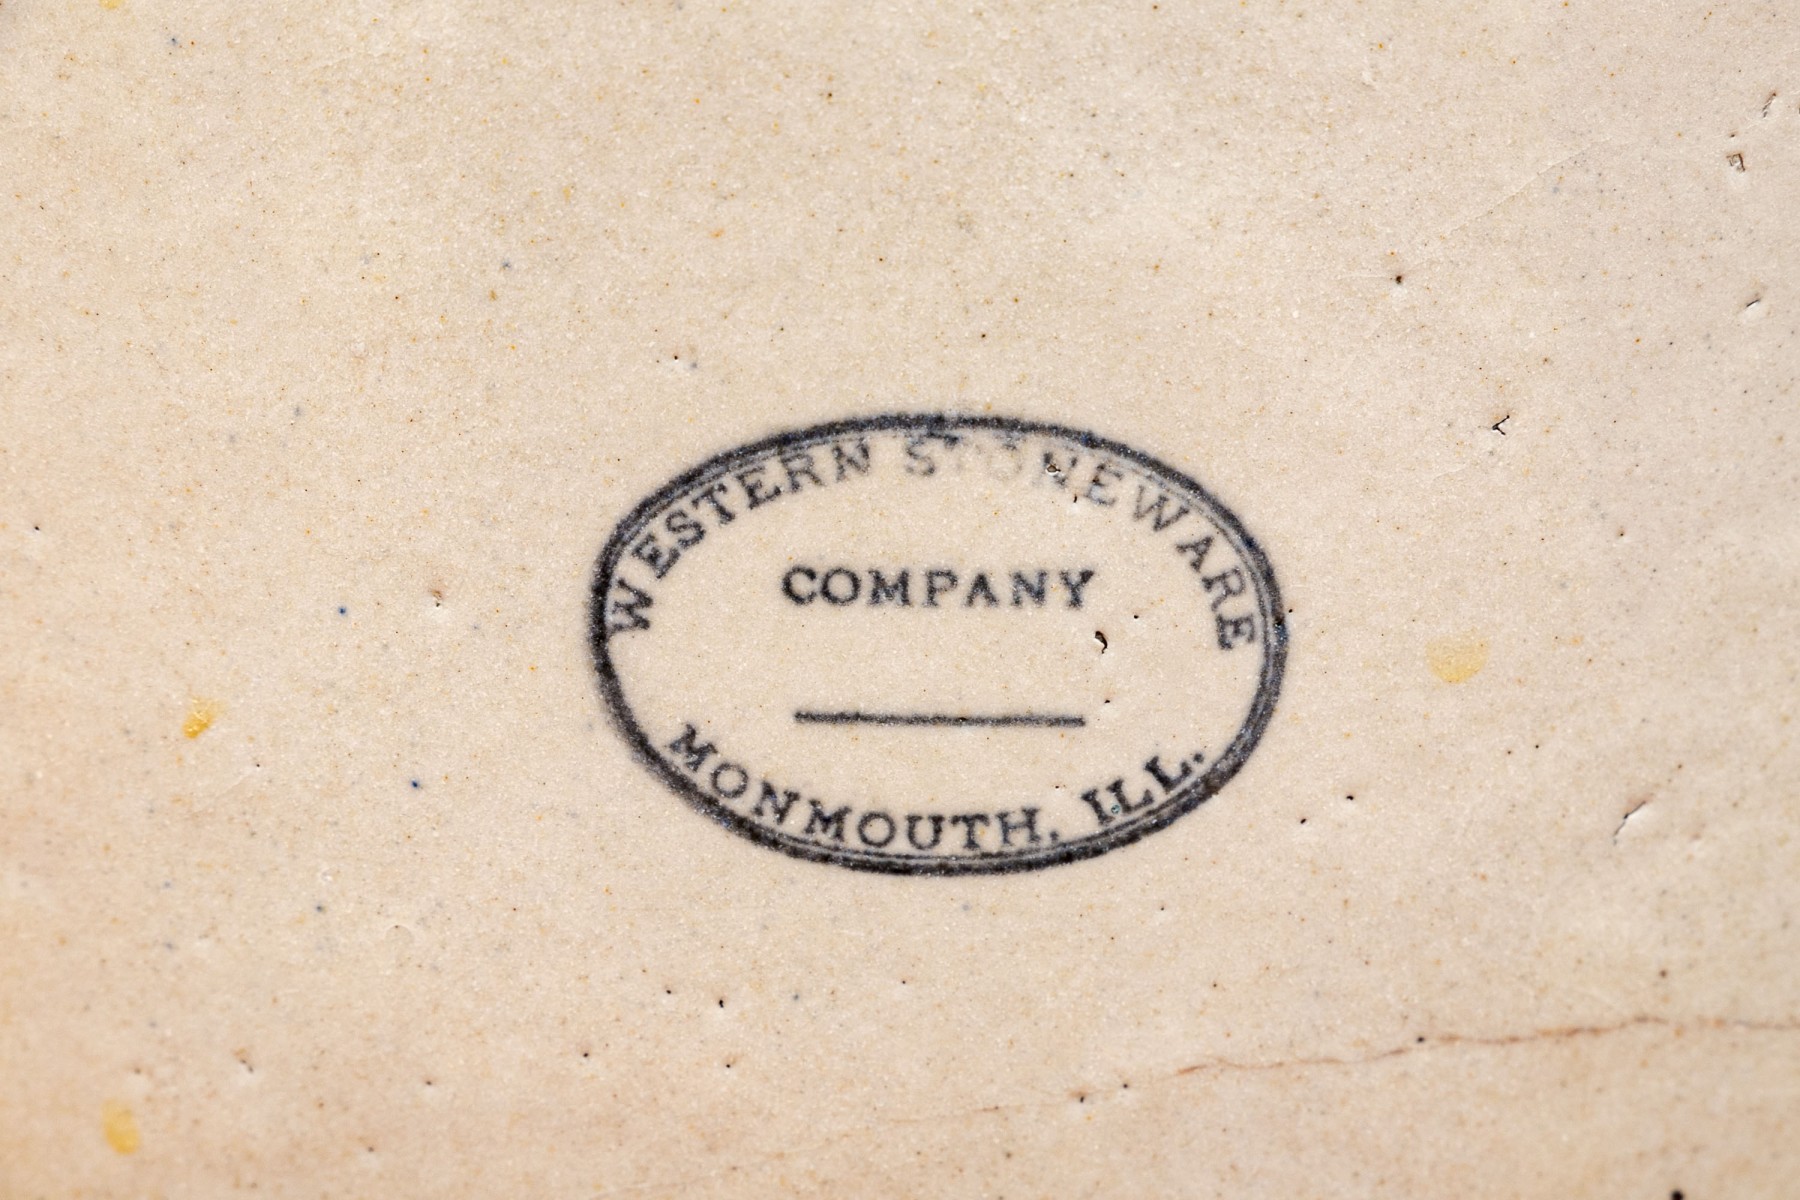 WESTERN STONEWARE
COMPANY
MONMOUTH, ILL.